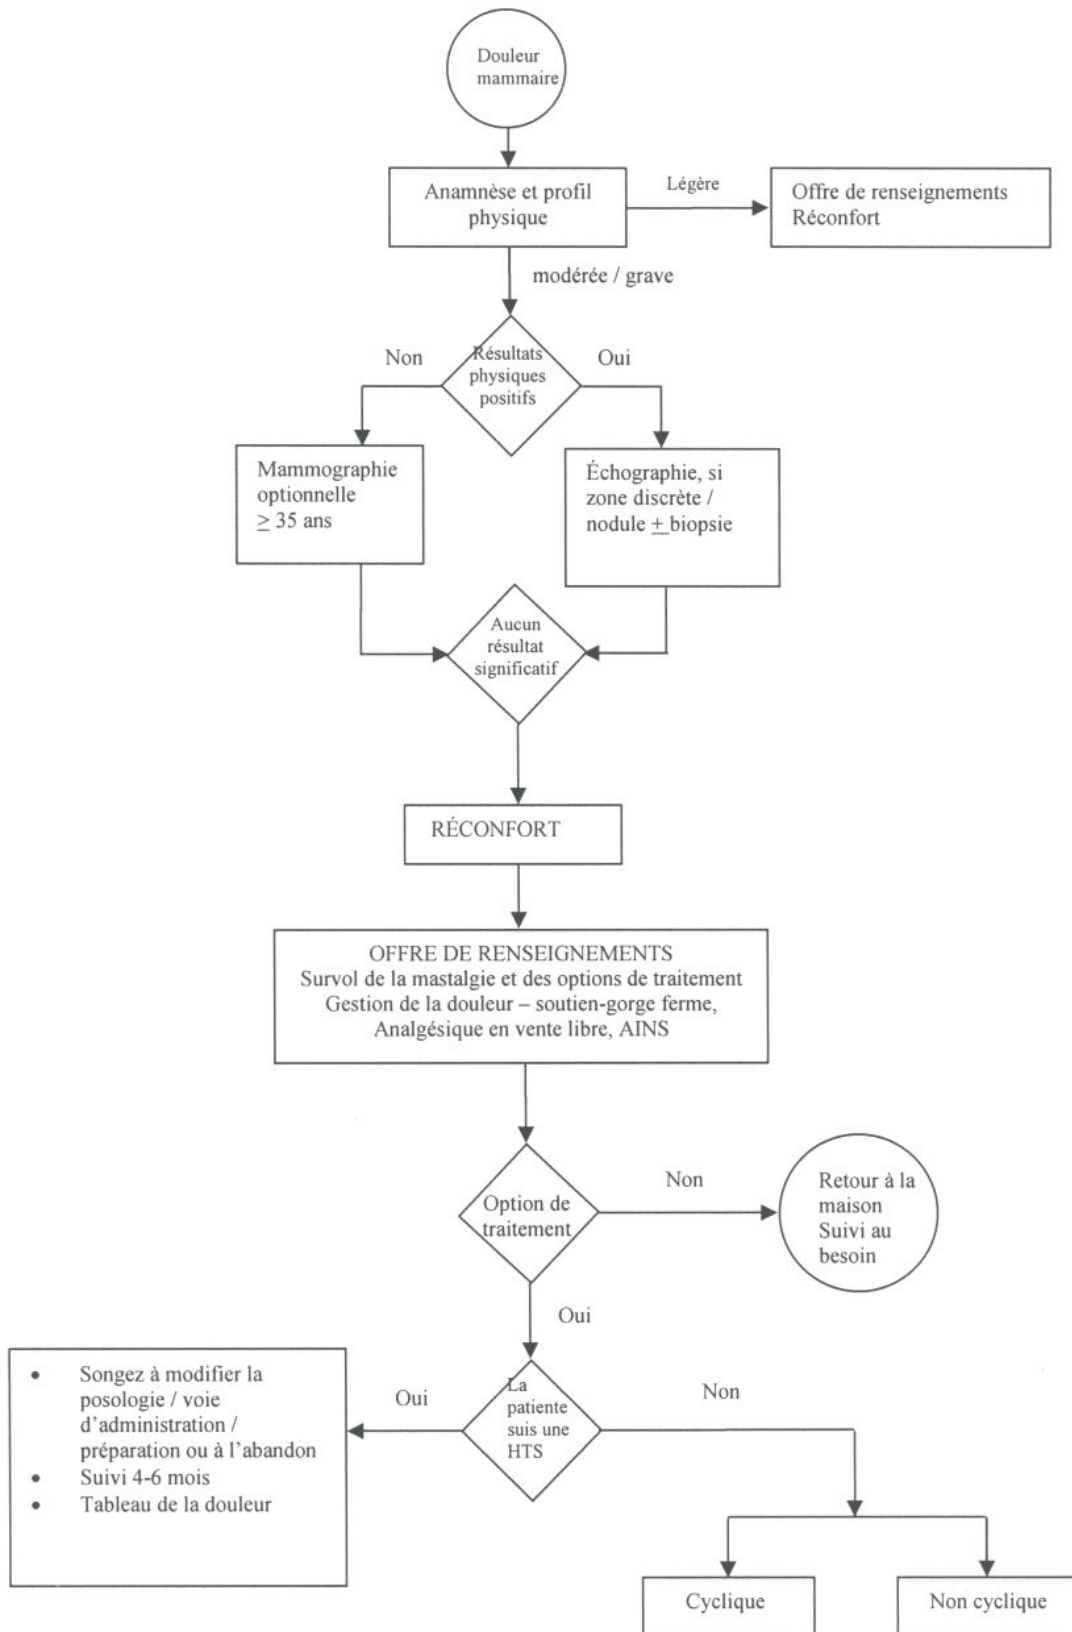 Douleur
mammaire
Anamnèse et profil
physique
Légère
Offre de renseignements
Réconfort
modérée / grave
Non
Résultats
physiques
positifs
Oui
Mammographie
optionnelle
≥ 35 ans
Échographie, si
zone discrète /
nodule ± biopsie
Aucun
résultat
significatif
RÉCONFORT
OFFRE DE RENSEIGNEMENTS
Survol de la mastalgie et des options de traitement
Gestion de la douleur – soutien-gorge ferme,
Analgésique en vente libre, AINS
Option de
traitement
Non
Retour à la
maison
Suivi au
besoin
Oui
La
patiente
suis une
HTS
Oui
Non
• Songez à modifier la
posologie / voie
d'administration /
préparation ou à l'abandon
• Suivi 4-6 mois
• Tableau de la douleur
Cyclique
Non cyclique